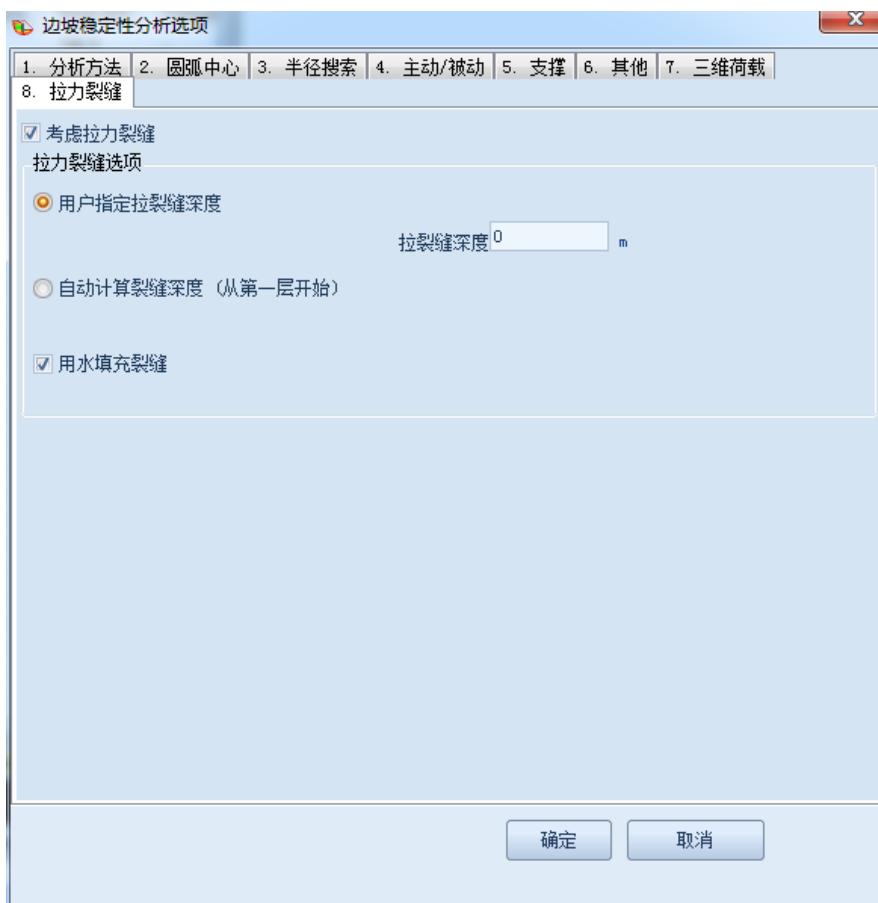 边坡稳定性分析选项
1. 分析方法 2. 圆弧中心 3. 半径搜索 4. 主动/被动 5. 支撑 6. 其他 7. 三维荷载
8. 拉力裂缝
考虑拉力裂缝
拉力裂缝选项
用户指定拉裂缝深度
拉裂缝深度 0 m
自动计算裂缝深度（从第一层开始）
用水填充裂缝
确定 取消